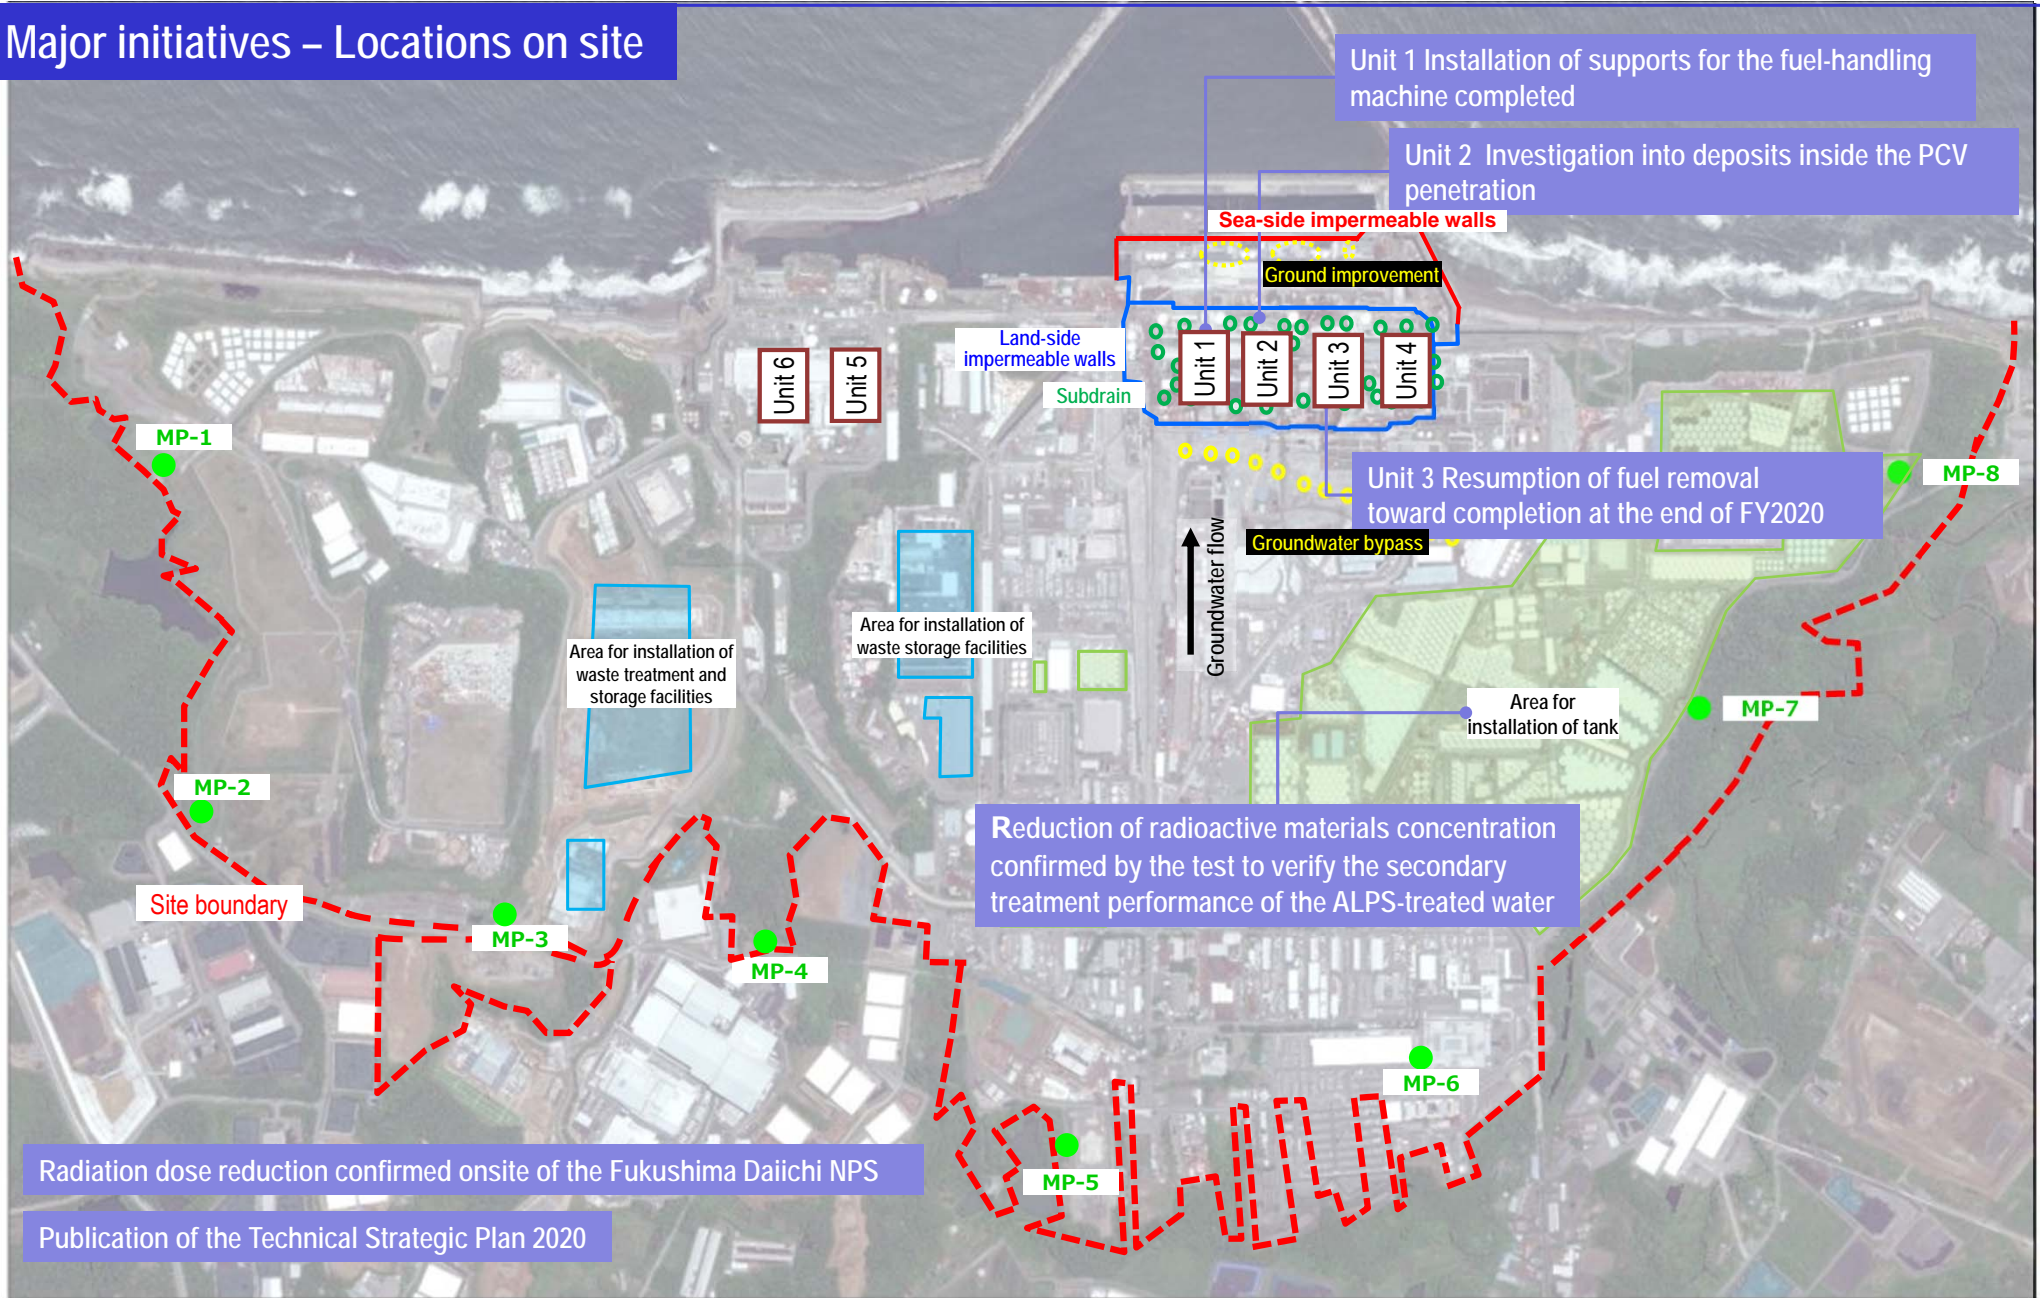 Major initiatives – Locations on site
Unit 1 Installation of supports for the fuel-handling
machine completed
Unit 2  Investigation into deposits inside the PCV
penetration
Sea-side impermeable walls
Ground improvement
Land-side
impermeable walls
Subdrain
Unit 6
Unit 5
Unit 1
Unit 2
Unit 3
Unit 4
MP-1
MP-8
Unit 3 Resumption of fuel removal
toward completion at the end of FY2020
Groundwater bypass
Groundwater flow
Area for installation of
waste treatment and
storage facilities
Area for installation of
waste storage facilities
Area for
installation of tank
MP-7
MP-2
Reduction of radioactive materials concentration
confirmed by the test to verify the secondary
treatment performance of the ALPS-treated water
Site boundary
MP-3
MP-4
MP-6
MP-5
Radiation dose reduction confirmed onsite of the Fukushima Daiichi NPS
Publication of the Technical Strategic Plan 2020